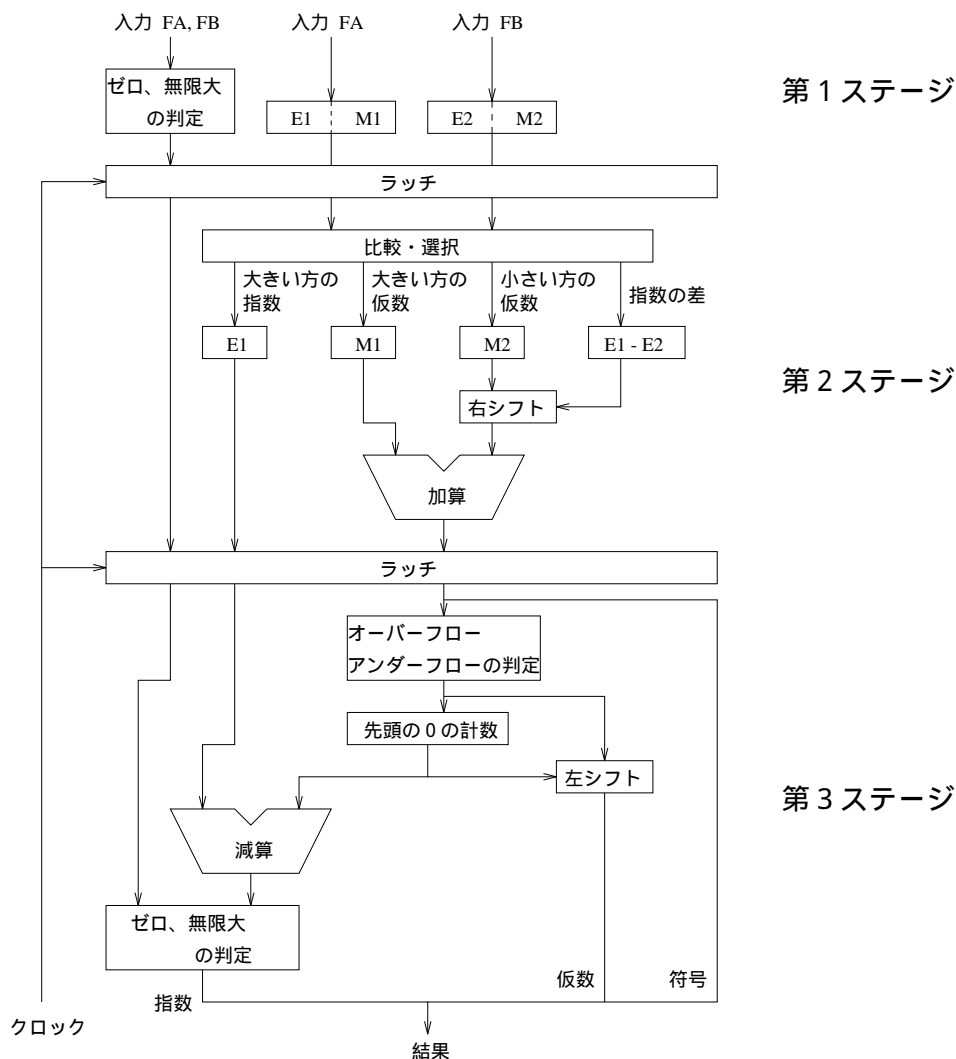 入力 FA, FB
入力 FA
入力 FB
ゼロ、無限大
の判定
E1 M1
E2 M2
第1ステージ
ラッチ
比較・選択
大きい方の
指数
大きい方の
仮数
小さい方の
仮数
指数の差
E1
M1
M2
E1 - E2
第2ステージ
右シフト
加算
ラッチ
オーバーフロー
アンダーフローの判定
先頭の0の計数
左シフト
第3ステージ
減算
ゼロ、無限大
の判定
指数
仮数
符号
クロック
結果